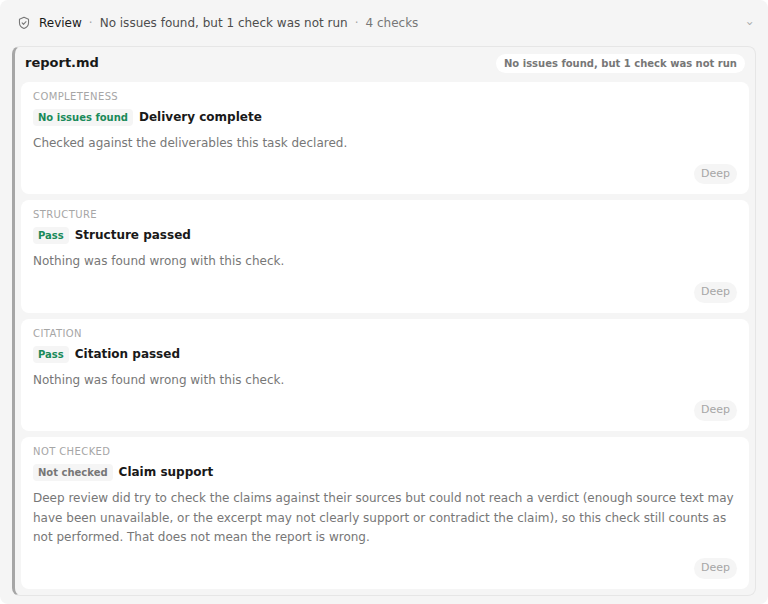 Review · No issues found, but 1 check was not run · 4 checks
report.md
No issues found, but 1 check was not run
COMPLETENESS
No issues found Delivery complete
Checked against the deliverables this task declared.
Deep
STRUCTURE
Pass Structure passed
Nothing was found wrong with this check.
Deep
CITATION
Pass Citation passed
Nothing was found wrong with this check.
Deep
NOT CHECKED
Not checked Claim support
Deep review did try to check the claims against their sources but could not reach a verdict (enough source text may
have been unavailable, or the excerpt may not clearly support or contradict the claim), so this check still counts as
not performed. That does not mean the report is wrong.
Deep